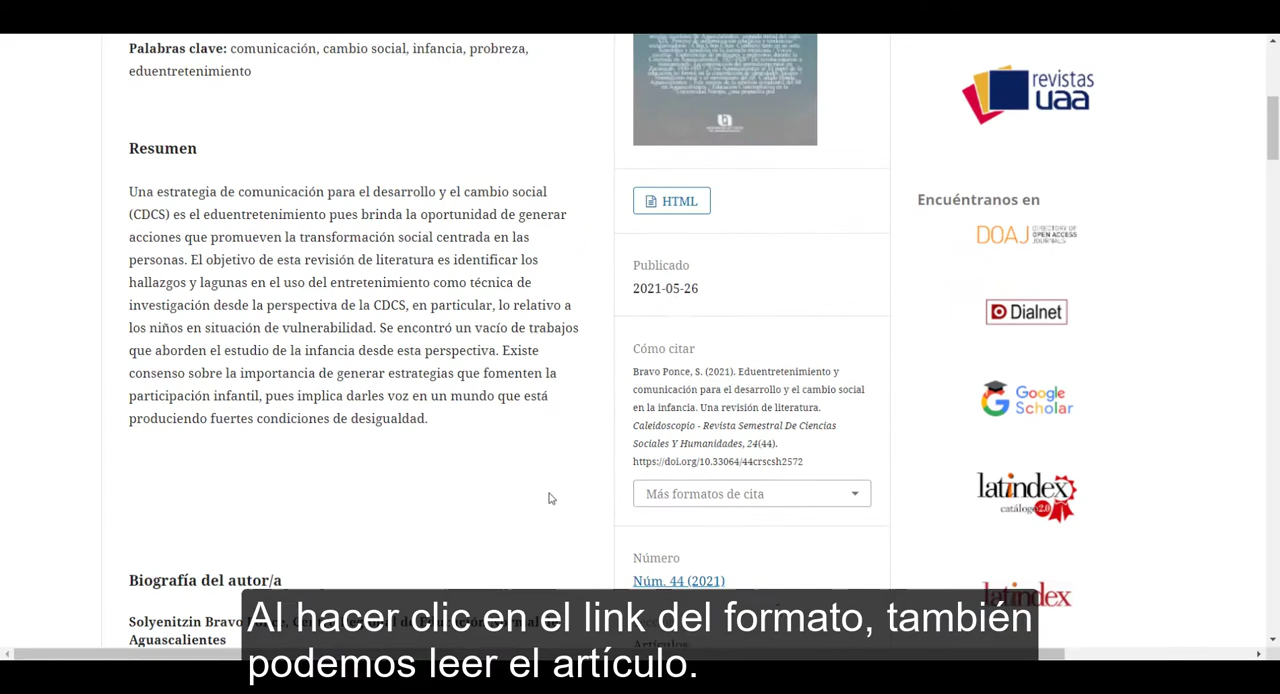 Palabras clave: comunicación, cambio social, infancia, probreza,
eduentretenimiento
Resumen
Una estrategia de comunicación para el desarrollo y el cambio social
(CDCS) es el eduentretenimiento pues brinda la oportunidad de generar
acciones que promueven la transformación social centrada en las
personas. El objetivo de esta revisión de literatura es identificar los
hallazgos y lagunas en el uso del entretenimiento como técnica de
investigación desde la perspectiva de la CDCS, en particular, lo relativo a
los niños en situación de vulnerabilidad. Se encontró un vacío de trabajos
que aborden el estudio de la infancia desde esta perspectiva. Existe
consenso sobre la importancia de generar estrategias que fomenten la
participación infantil, pues implica darles voz en un mundo que está
produciendo fuertes condiciones de desigualdad.
Biografía del autor/a
Solyenitzin Bravo Ponce,
Aguascalientes
HTML
Publicado
2021-05-26
Cómo citar
Bravo Ponce, S. (2021). Eduentretenimiento y
comunicación para el desarrollo y el cambio social
en la infancia. Una revisión de literatura.
Caleidoscopio - Revista Semestral De Ciencias
Sociales Y Humanidades, 24(44).
https://doi.org/10.33064/44crscsh2572
Más formatos de cita
Número
Núm. 44 (2021)
Artículos
revistas
uaa
Encuéntranos en
DOAJ DIRECTORY OF
OPEN ACCESS
JOURNALS
Dialnet
Google
Scholar
latindex
catálogo 2.0
latindex
Al hacer clic en el link del formato, también
podemos leer el artículo.